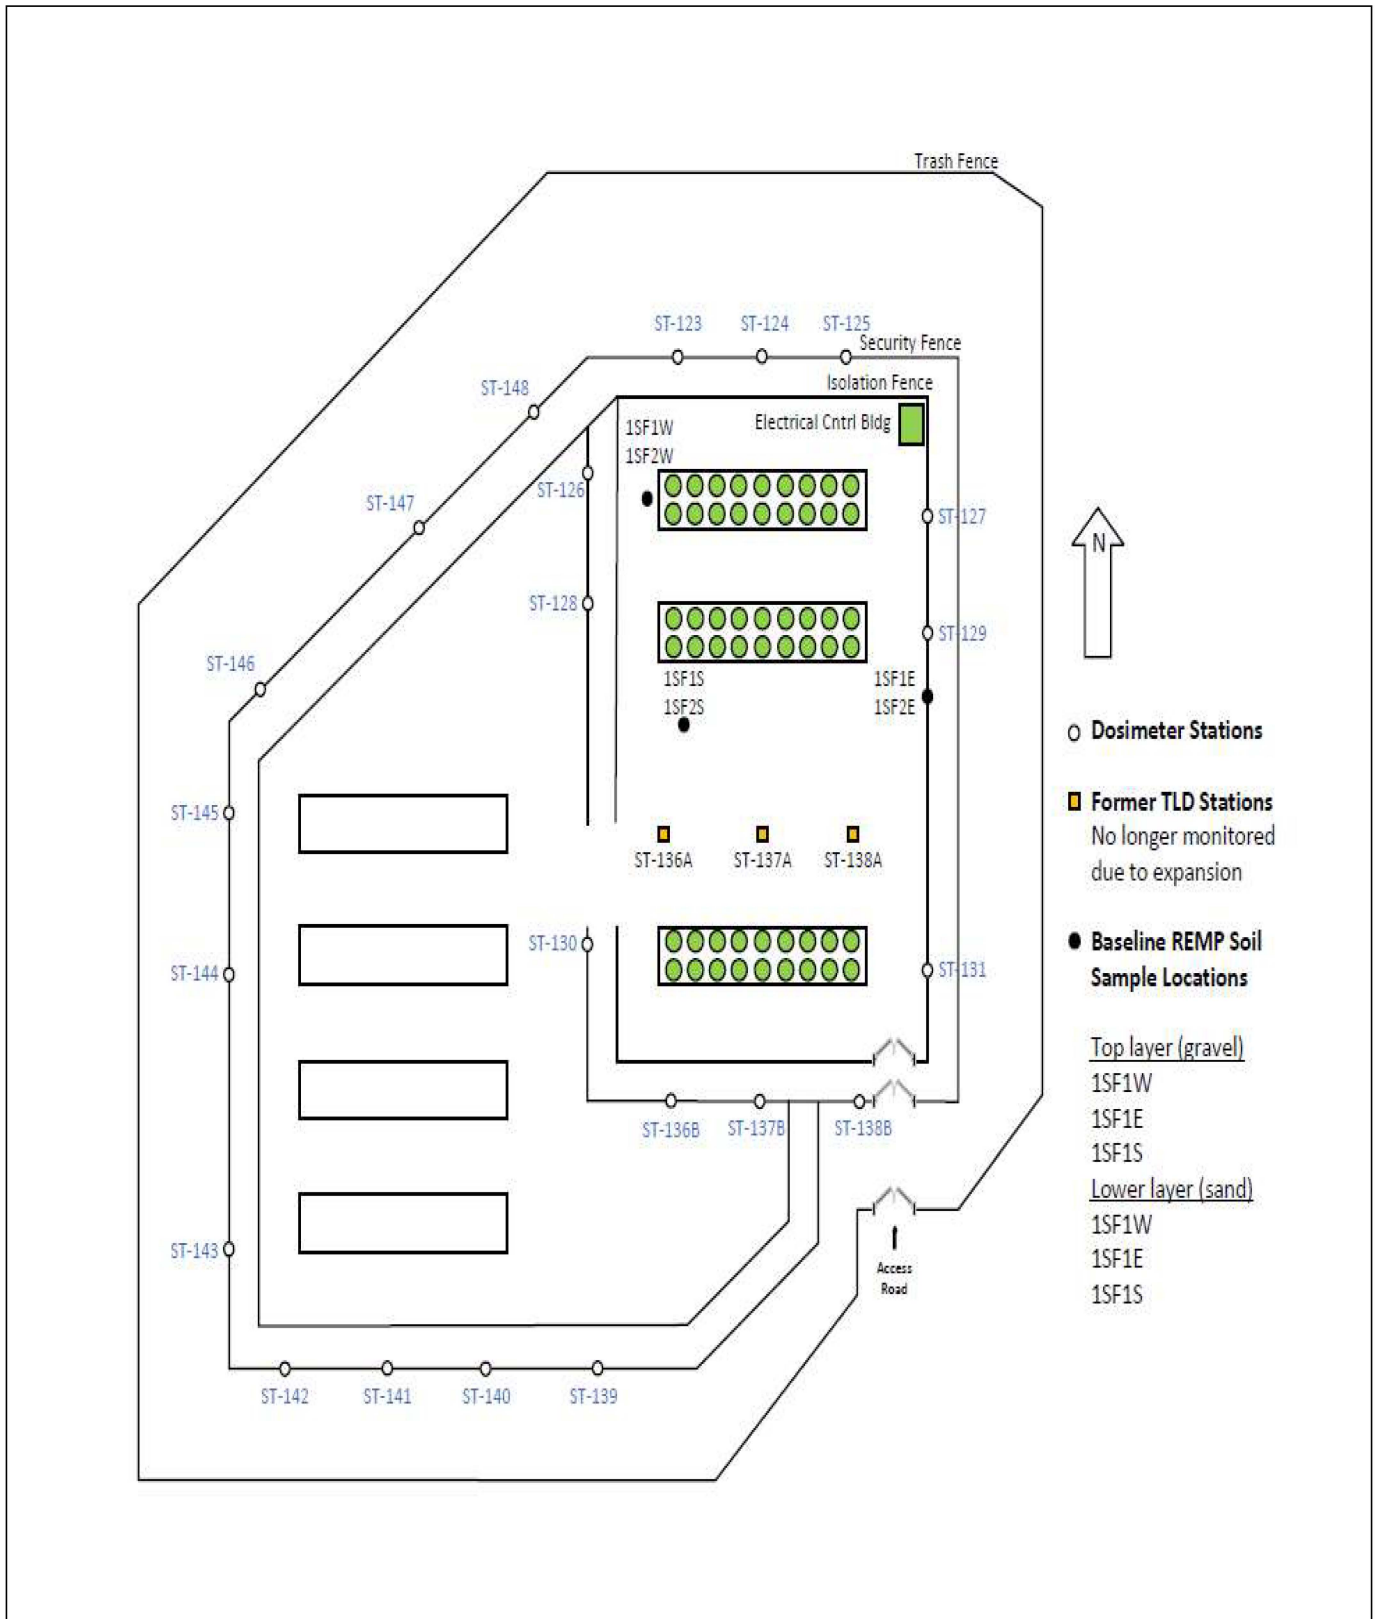 Trash Fence
ST-123
ST-124
ST-125
Security Fence
ST-148
Isolation Fence
1SF1W
1SF2W
Electrical Cntrl Bldg
ST-126
ST-147
ST-127
N
ST-128
ST-129
ST-146
1SF1S
1SF2S
1SF1E
1SF2E
Dosimeter Stations
ST-145
Former TLD Stations
No longer monitored
due to expansion
ST-136A
ST-137A
ST-138A
ST-130
Baseline REMP Soil
Sample Locations
ST-144
ST-131
Top layer (gravel)
1SF1W
1SF1E
1SF1S
Lower layer (sand)
1SF1W
1SF1E
1SF1S
ST-136B
ST-137B
ST-138B
ST-143
Access
Road
ST-142
ST-141
ST-140
ST-139